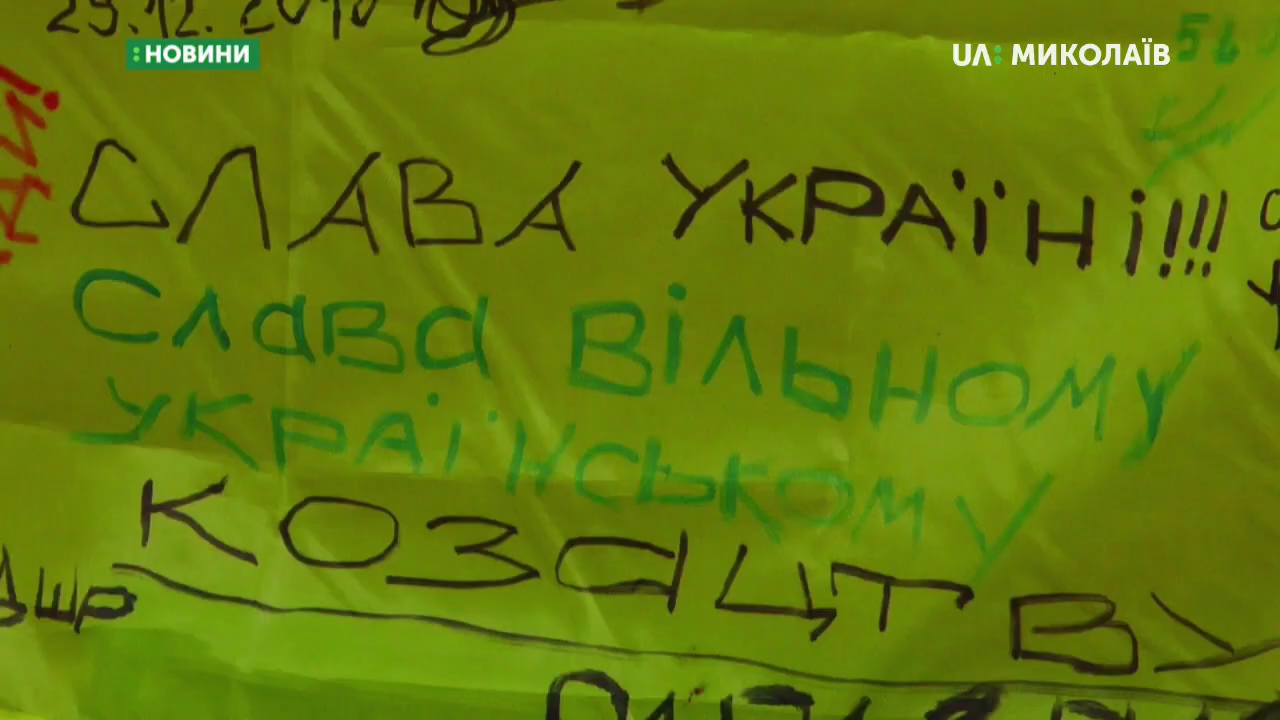 :НОВИНИ
UA: МИКОЛАЇВ
СЛАВА УКРАЇНІ!!!
Слава ВІЛЬНОМУ
УКРАЇНСЬКОМУ
КОЗАЦТВУ